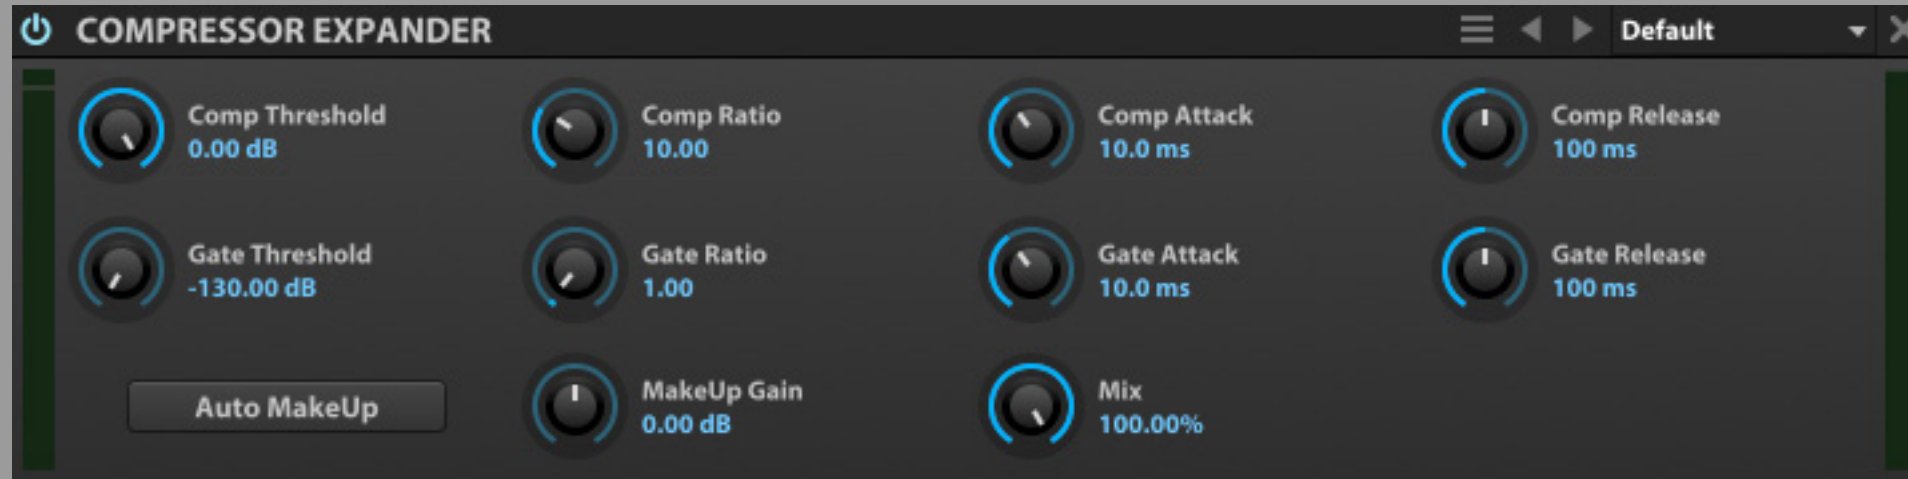 COMPRESSOR EXPANDER
Default
Comp Threshold
0.00 dB
Comp Ratio
10.00
Comp Attack
10.0 ms
Comp Release
100 ms
Gate Threshold
-130.00 dB
Gate Ratio
1.00
Gate Attack
10.0 ms
Gate Release
100 ms
Auto MakeUp
MakeUp Gain
0.00 dB
Mix
100.00%